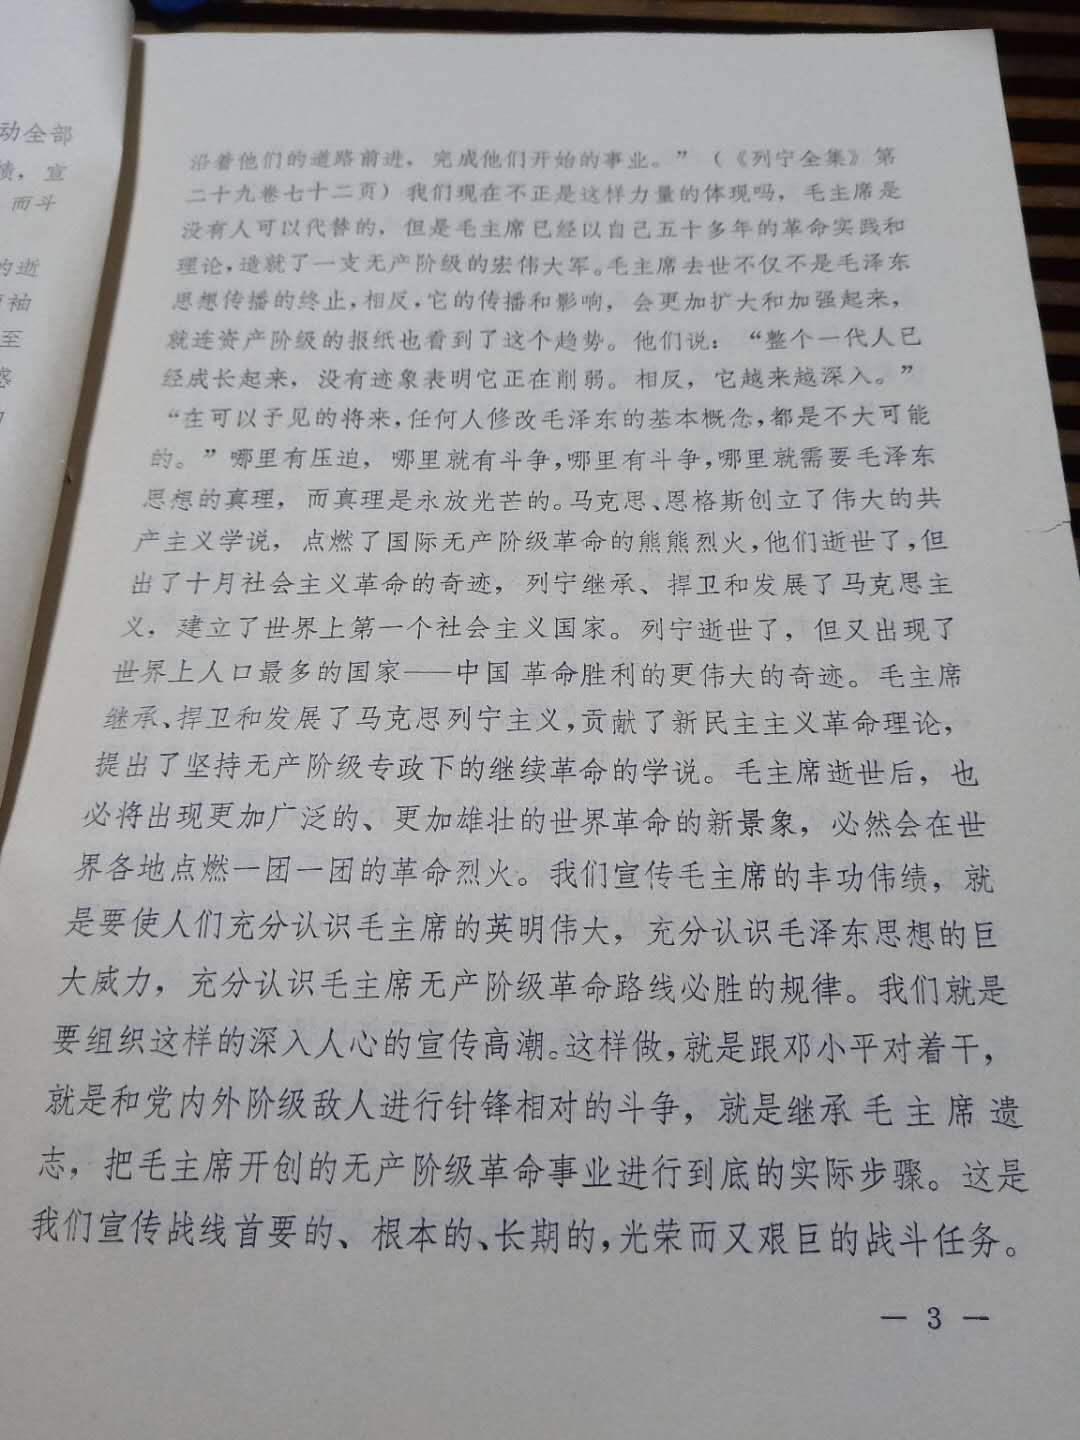 动全部
绩，宣
而斗
的逝
领袖
至
沿着他们的道路前进，完成他们开始的事业。”（《列宁全集》第
二十九卷七十二页）我们现在不正是这样力量的体现吗，毛主席是
没有人可以代替的，但是毛主席已经以自己五十多年的革命实践和
理论，造就了一支无产阶级的宏伟大军。毛主席去世不仅不是毛泽东
思想传播的终止，相反，它的传播和影响，会更加扩大和加强起来，
就连资产阶级的报纸也看到了这个趋势。他们说：“整个一代人已
经成长起来，没有迹象表明它正在削弱。相反，它越来越深入。”
“在可以予见的将来，任何人修改毛泽东的基本概念，都是不大可能
的。”哪里有压迫，哪里就有斗争，哪里有斗争，哪里就需要毛泽东
思想的真理，而真理是永放光芒的。马克思、恩格斯创立了伟大的共
产主义学说，点燃了国际无产阶级革命的熊熊烈火，他们逝世了，但
出了十月社会主义革命的奇迹，列宁继承、捍卫和发展了马克思主
义，建立了世界上第一个社会主义国家。列宁逝世了，但又出现了
世界上人口最多的国家——中国革命胜利的更伟大的奇迹。毛主席
继承、捍卫和发展了马克思列宁主义，贡献了新民主主义革命理论，
提出了坚持无产阶级专政下的继续革命的学说。毛主席逝世后，也
必将出现更加广泛的、更加雄壮的世界革命的新景象，必然会在世
界各地点燃一团一团的革命烈火。我们宣传毛主席的丰功伟绩，就
是要使人们充分认识毛主席的英明伟大，充分认识毛泽东思想的巨
大威力，充分认识毛主席无产阶级革命路线必胜的规律。我们就是
要组织这样的深入人心的宣传高潮。这样做，就是跟邓小平对着干，
就是和党内外阶级敌人进行针锋相对的斗争，就是继承毛主席遗
志，把毛主席开创的无产阶级革命事业进行到底的实际步骤。这是
我们宣传战线首要的、根本的、长期的，光荣而又艰巨的战斗任务。
— 3 —